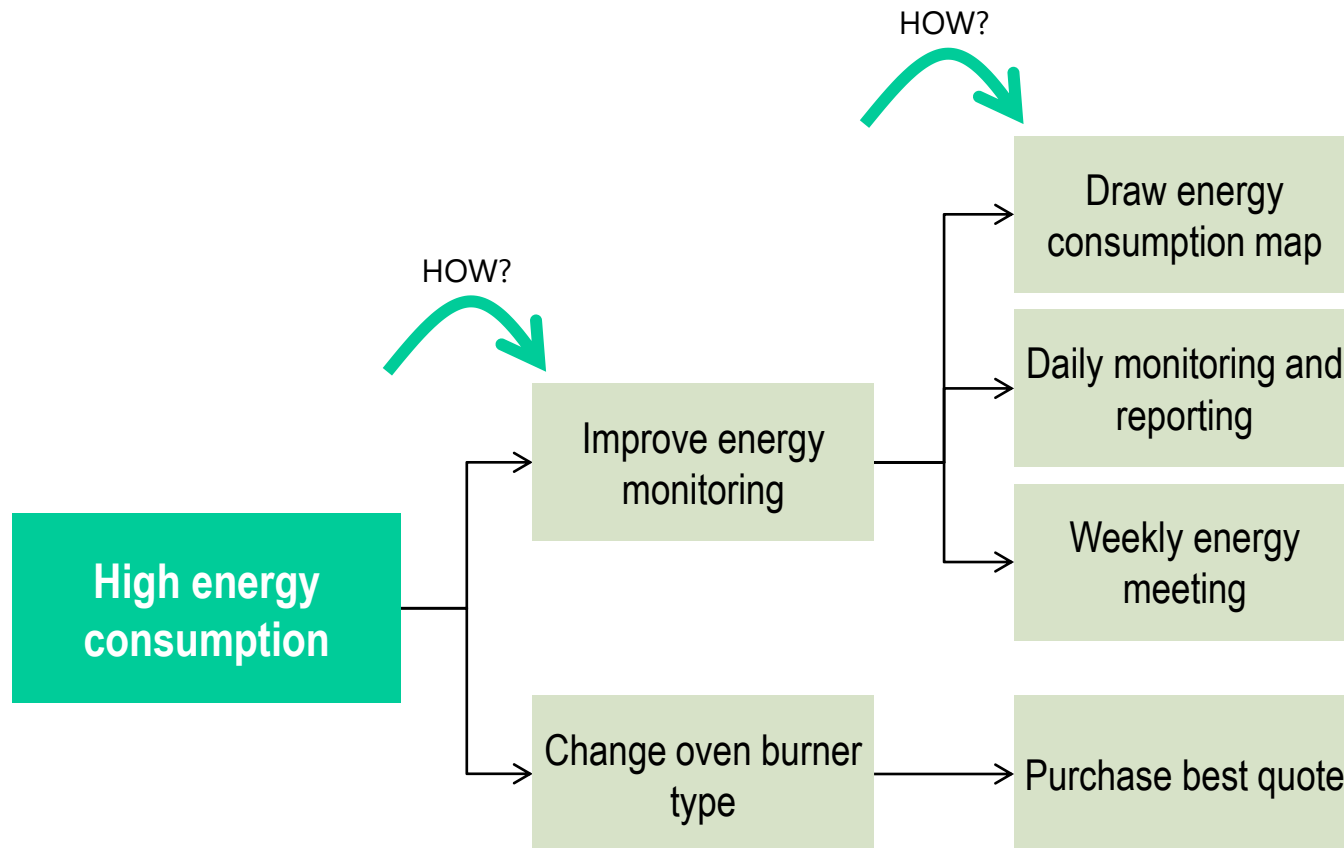 HOW?
Draw energy
consumption map
HOW?
Daily monitoring and
reporting
Improve energy
monitoring
Weekly energy
meeting
High energy
consumption
Change oven burner
type
Purchase best quote